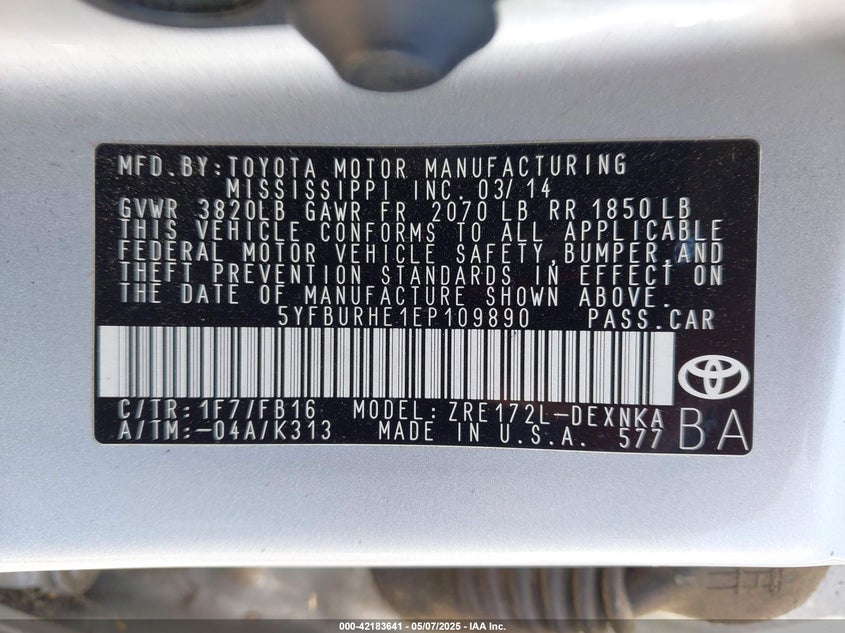 MFD.BY:TOYOTA MOTOR MANUFACTURING
MISSISSIPPI INC. 03/14
GVWR 3820LB GAWR FR 2070 LB RR 1850LB
THIS VEHICLE CONFORMS TO ALL APPLICABLE
FEDERAL MOTOR VEHICLE SAFETY,BUMPER,AND
THEFT PREVENTION STANDARDS IN EFFECT ON
THE DATE OF MANUFACTURE SHOWN ABOVE.
5YFBURHE1EP109890 PASS.CAR
C/TR:1F7/FB16 MODEL: ZRE172L-DEXNKA
A/TM:-04A/K313 MADE IN U.S.A. 577 BA
000-42183641 - 05/07/2025 - IAA Inc.